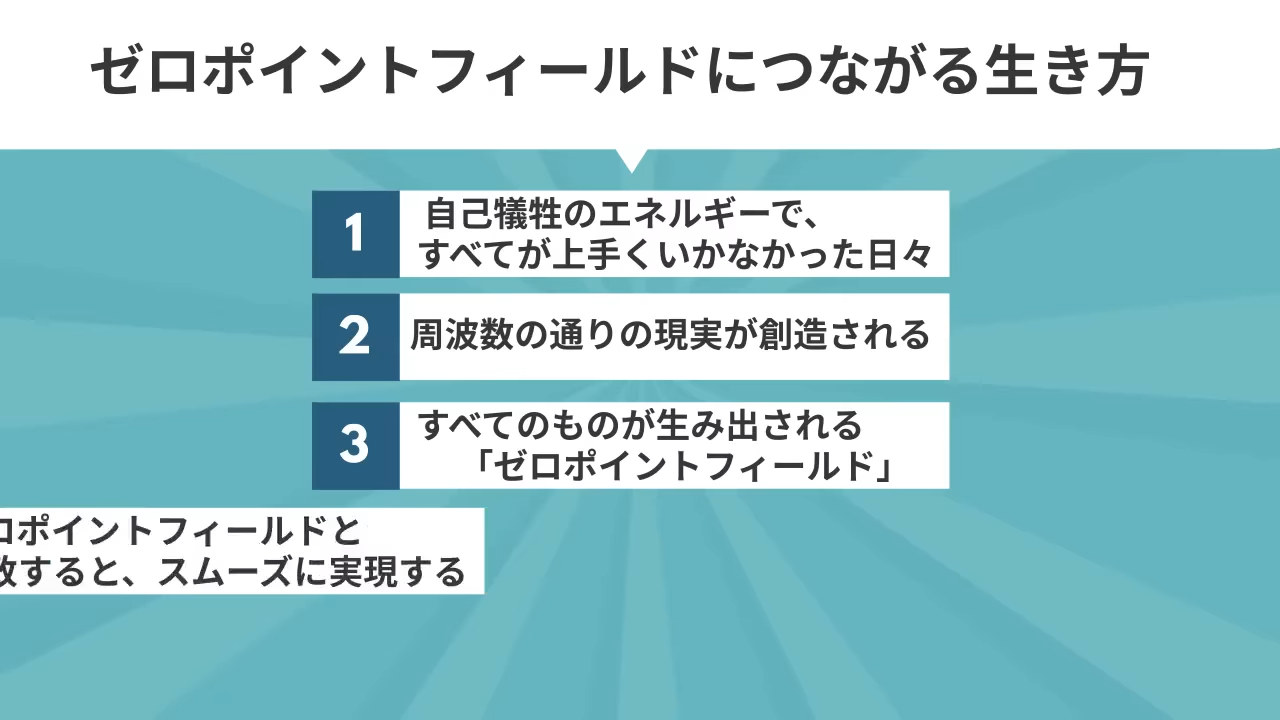 ゼロポイントフィールドにつながる生き方
1
自己犠牲のエネルギーで、
すべてが上手くいかなかった日々
2
周波数の通りの現実が創造される
3
すべてのものが生み出される
「ゼロポイントフィールド」
ロポイントフィールドと
致すると、スムーズに実現する